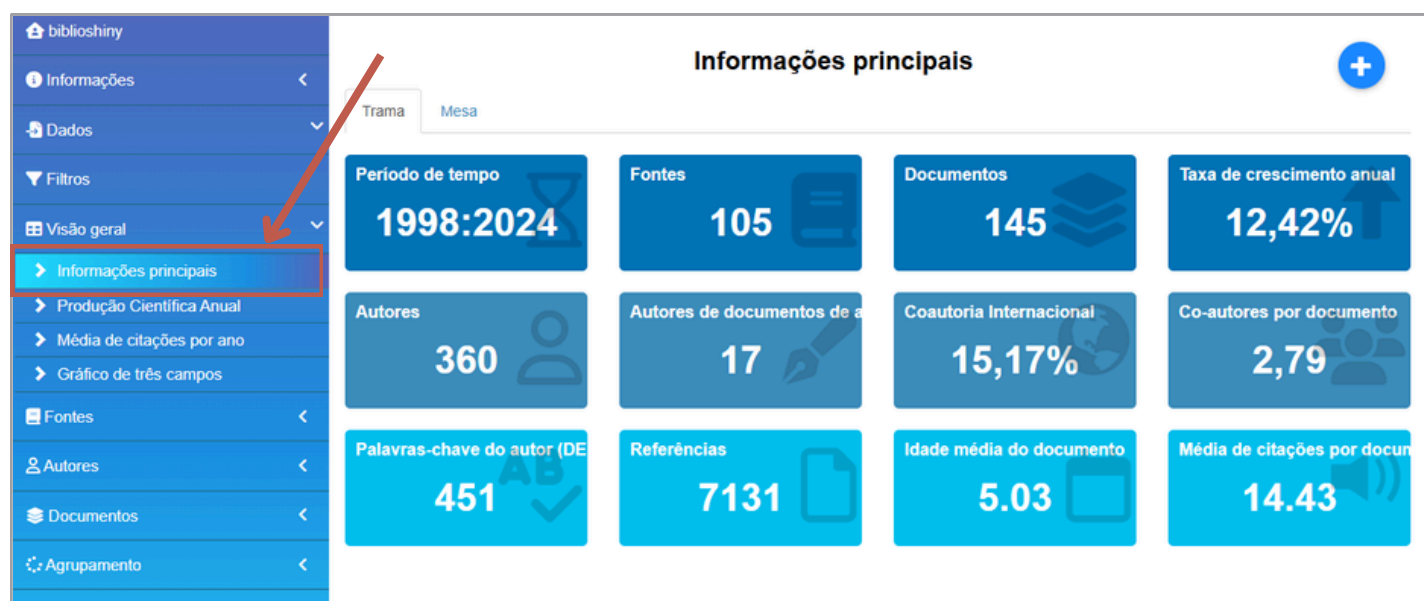 biblioshiny
Informações
Dados
Filtros
Visão geral
Informações principais
Produção Científica Anual
Média de citações por ano
Gráfico de três campos
Fontes
Autores
Documentos
Agrupamento
Informações principais
Trama Mesa
Período de tempo
1998:2024
Fontes
105
Documentos
145
Taxa de crescimento anual
12,42%
Autores
360
Autores de documentos de a
17
Coautoria Internacional
15,17%
Co-autores por documento
2,79
Palavras-chave do autor (DE
451
Referências
7131
Idade média do documento
5.03
Média de citações por docum
14.43